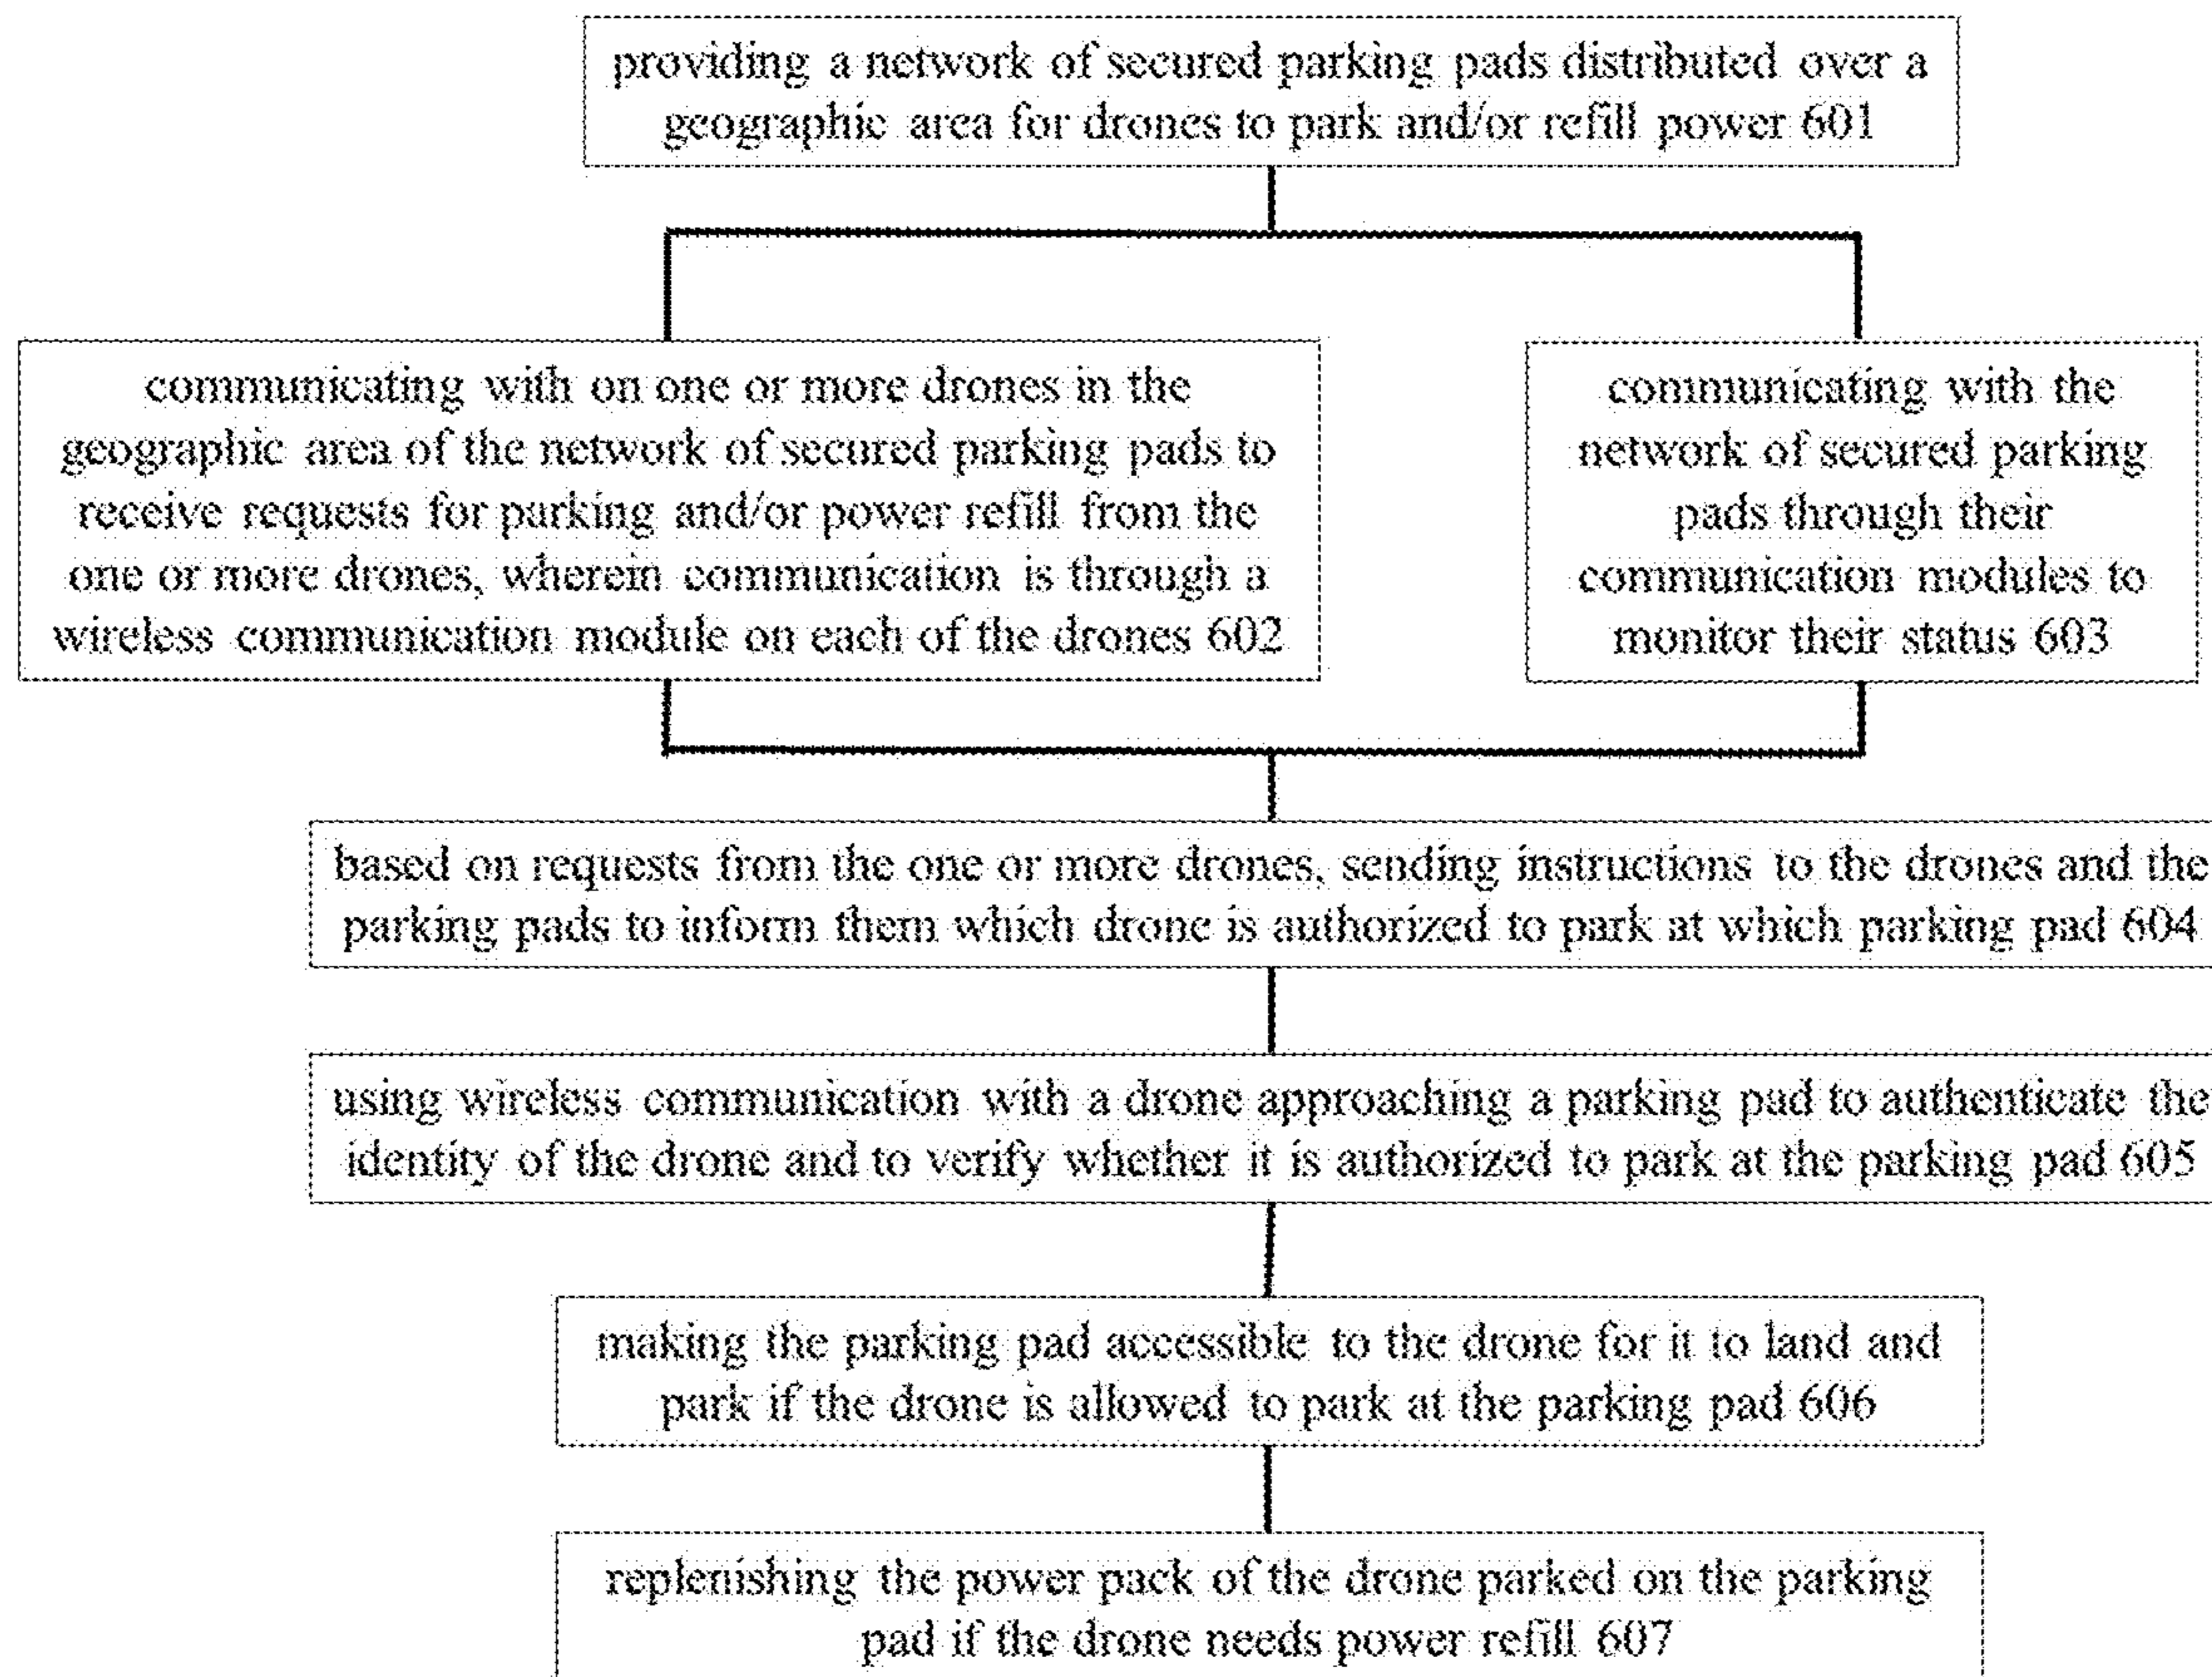 providing a network of secured parking pads distributed over a
geographic area for drones to park and/or refill power 601
communicating with on one or more drones in the
geographic area of the network of secured parking pads to
receive requests for parking and/or power refill from the
one or more drones, wherein communication is through a
wireless communication module on each of the drones 602
communicating with the
network of secured parking
pads through their
communication modules to
monitor their status 603
based on requests from the one or more drones, sending instructions to the drones and the
parking pads to inform them which drone is authorized to park at which parking pad 604
using wireless communication with a drone approaching a parking pad to authenticate the
identity of the drone and to verify whether it is authorized to park at the parking pad 605
making the parking pad accessible to the drone for it to land and
park if the drone is allowed to park at the parking pad 606
replenishing the power pack of the drone parked on the parking
pad if the drone needs power refill 607